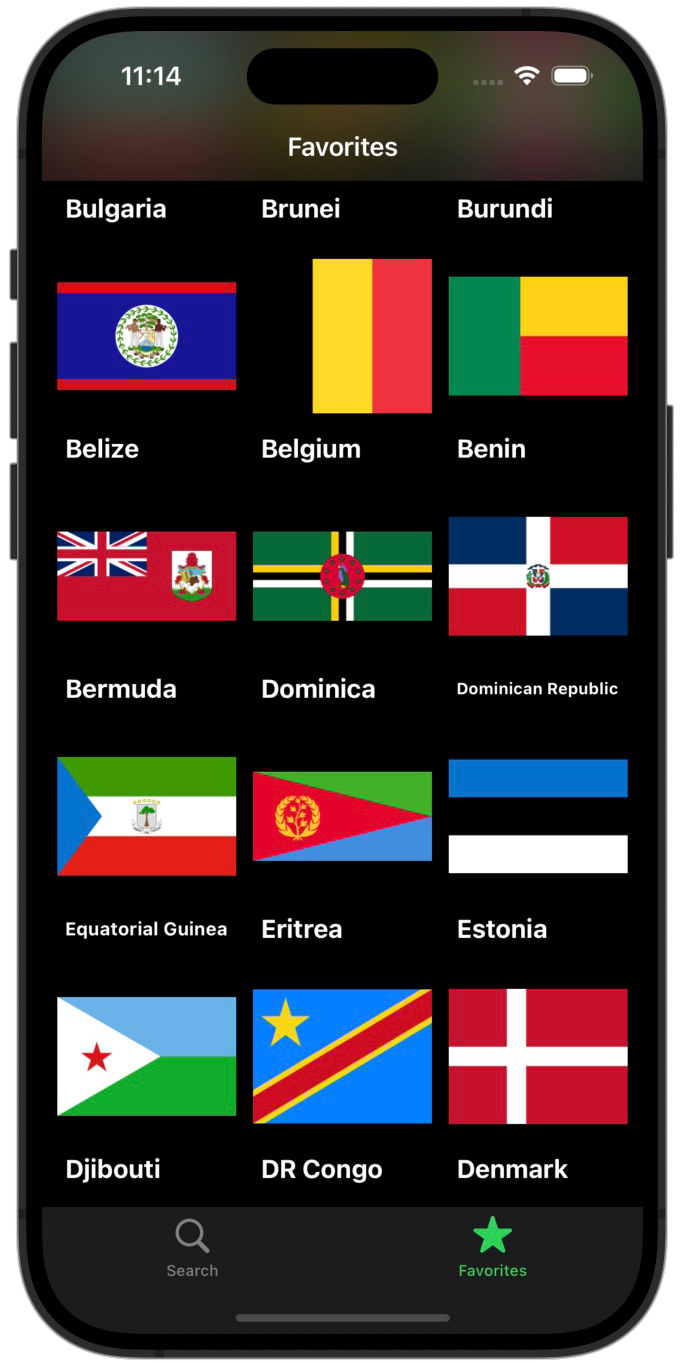 11:14
Favorites
Bulgaria
Brunei
Burundi
Belize
Belgium
Benin
Bermuda
Dominica
Dominican Republic
Equatorial Guinea
Eritrea
Estonia
Djibouti
DR Congo
Denmark
Search
Favorites